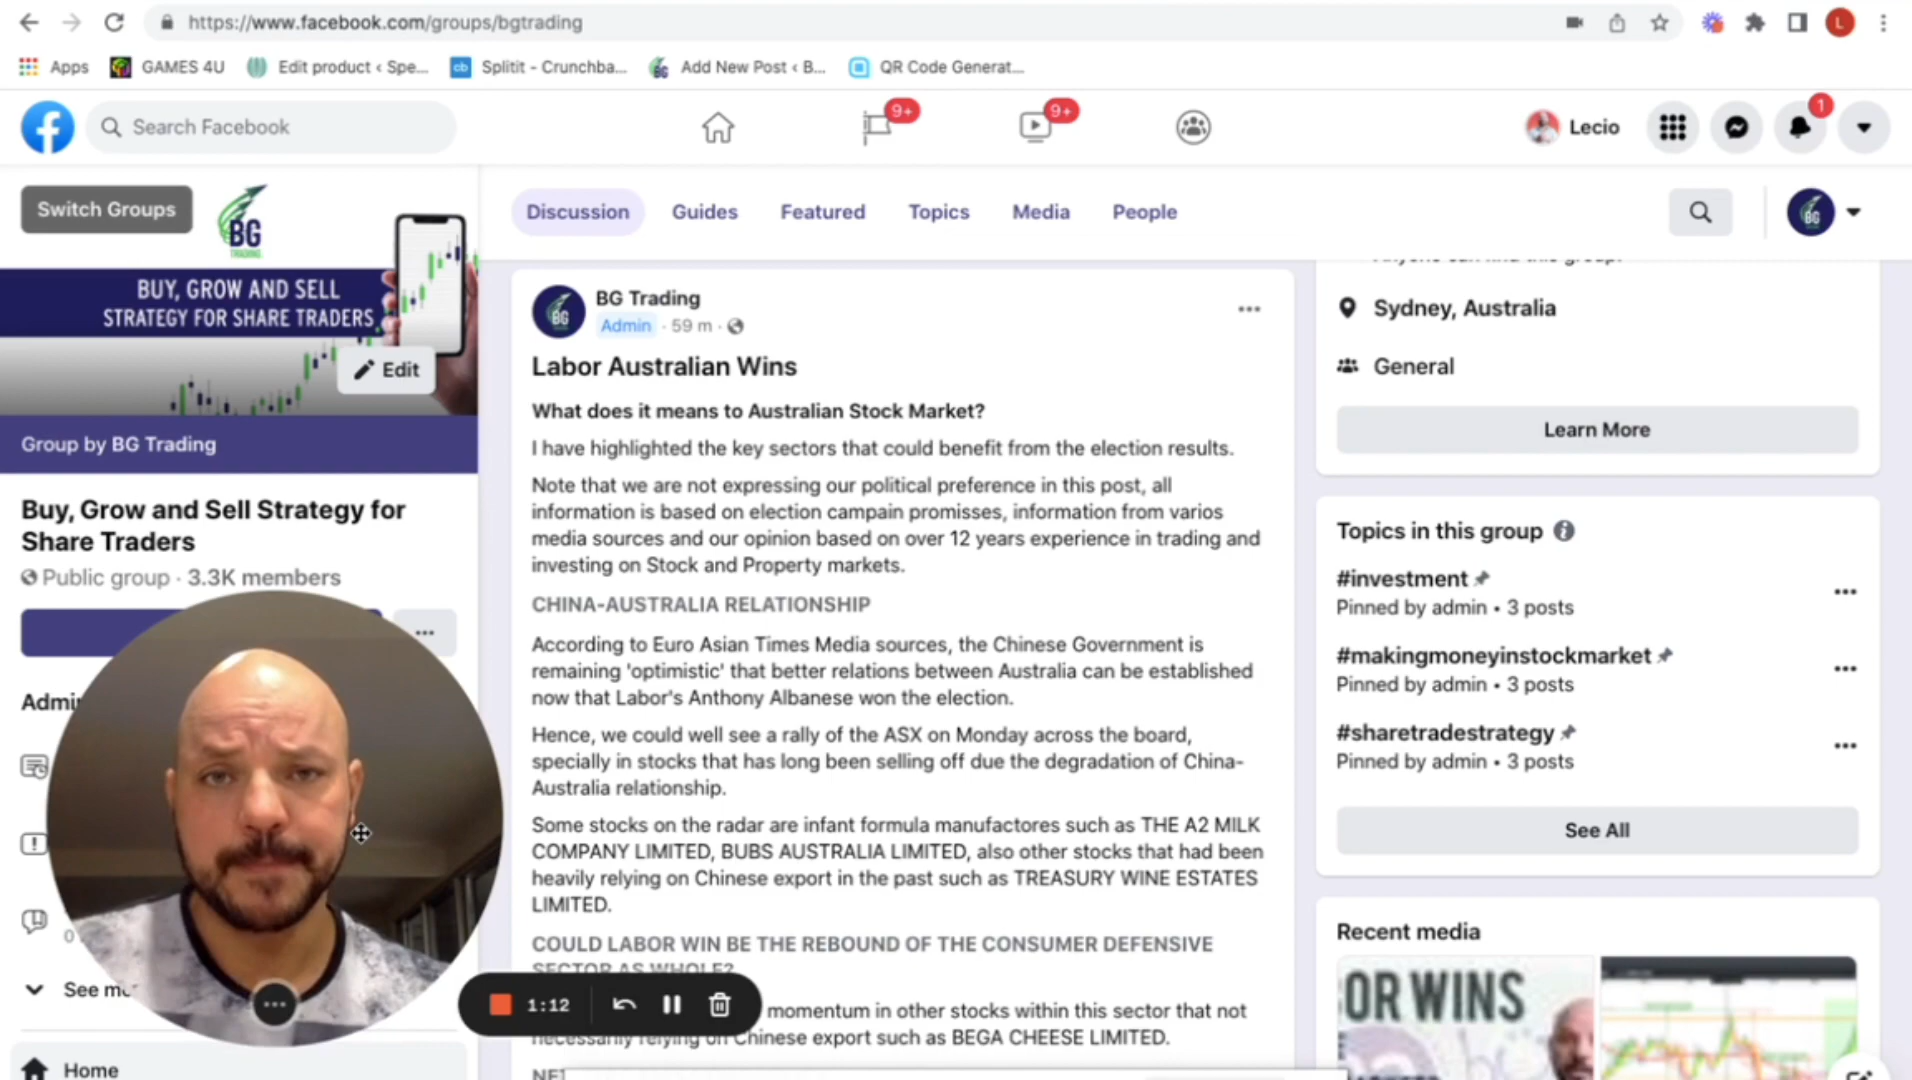 https://www.facebook.com/groups/bgtrading
Apps
GAMES 4U
Edit product ‹ Spe...
cb
Splitit - Crunchba...
Add New Post ‹ B...
QR Code Generat...
L
Search Facebook
9+
9+
Lecio
1
Switch Groups
BG
TRADING
BUY, GROW AND SELL
STRATEGY FOR SHARE TRADERS
Edit
Group by BG Trading
Buy, Grow and Sell Strategy for
Share Traders
Public group · 3.3K members
Home
Discussion
Guides
Featured
Topics
Media
People
BG
BG
BG Trading
Admin · 59 m ·
Labor Australian Wins
What does it means to Australian Stock Market?
I have highlighted the key sectors that could benefit from the election results.
Note that we are not expressing our political preference in this post, all
information is based on election campain promisses, information from varios
media sources and our opinion based on over 12 years experience in trading and
investing on Stock and Property markets.
CHINA-AUSTRALIA RELATIONSHIP
According to Euro Asian Times Media sources, the Chinese Government is
remaining 'optimistic' that better relations between Australia can be established
now that Labor's Anthony Albanese won the election.
Hence, we could well see a rally of the ASX on Monday across the board,
specially in stocks that has long been selling off due the degradation of China-
Australia relationship.
Some stocks on the radar are infant formula manufactores such as THE A2 MILK
COMPANY LIMITED, BUBS AUSTRALIA LIMITED, also other stocks that had been
heavily relying on Chinese export in the past such as TREASURY WINE ESTATES
LIMITED.
COULD LABOR WIN BE THE REBOUND OF THE CONSUMER DEFENSIVE
SECTOR AS WHOLE?
momentum in other stocks within this sector that not
necessarily relying on Chinese export such as BEGA CHEESE LIMITED.
1:12
Anyone can find this group.
Sydney, Australia
General
Learn More
Topics in this group
#investment
Pinned by admin • 3 posts
#makingmoneyinstockmarket
Pinned by admin • 3 posts
#sharetradestrategy
Pinned by admin • 3 posts
See All
Recent media
OR WINS